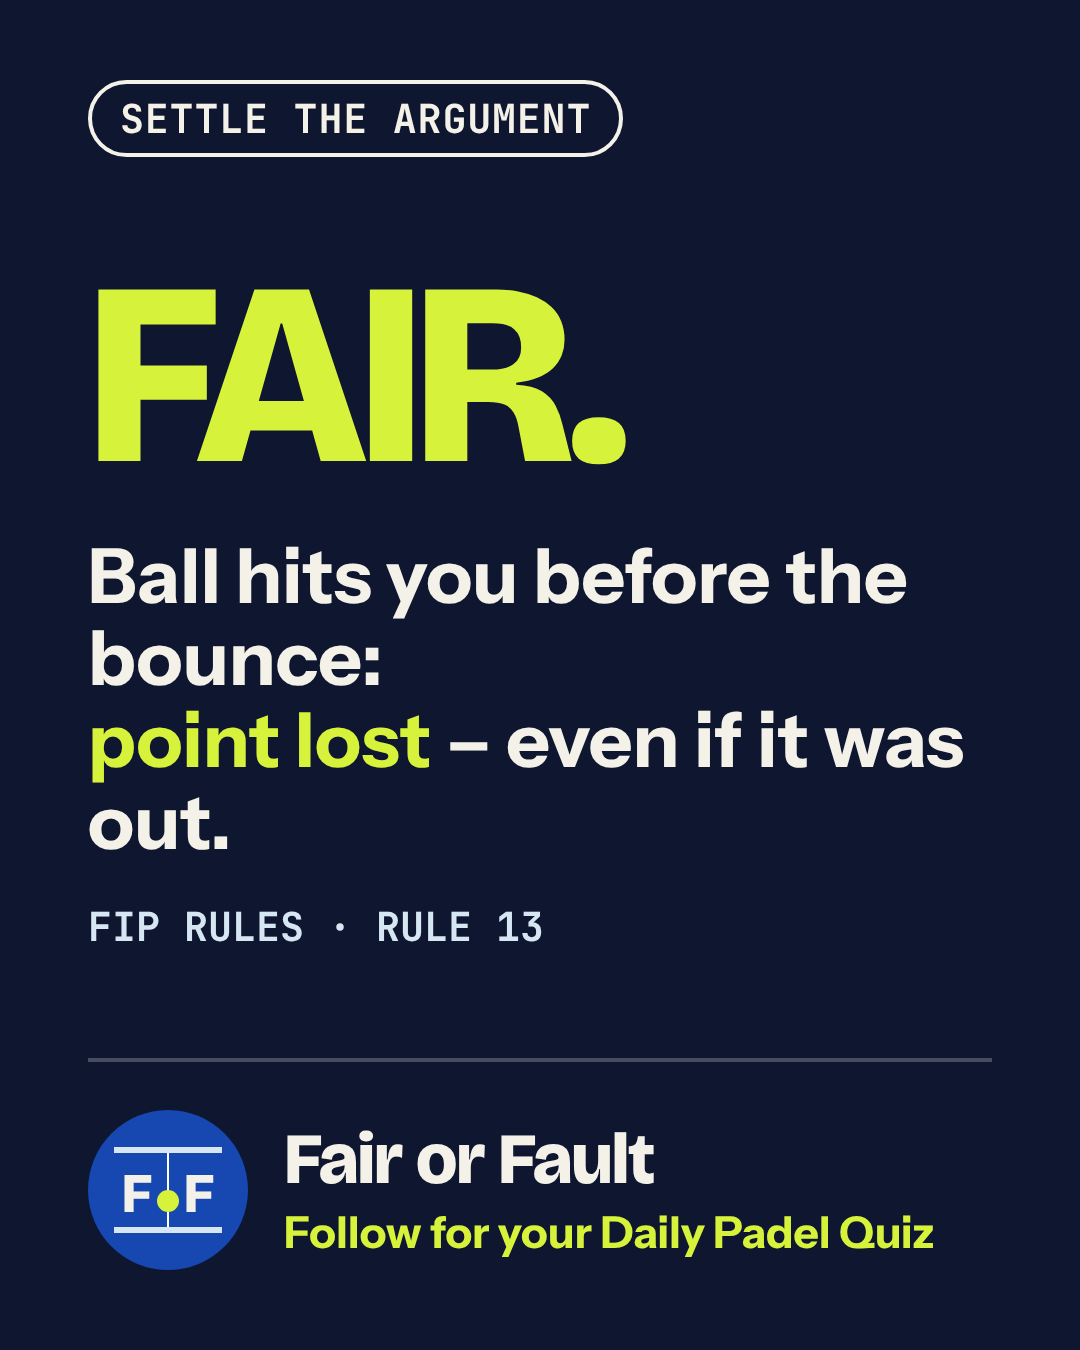 SETTLE THE ARGUMENT
FAIR.
Ball hits you before the
bounce:
point lost – even if it was
out.
FIP RULES · RULE 13
F F
Fair or Fault
Follow for your Daily Padel Quiz